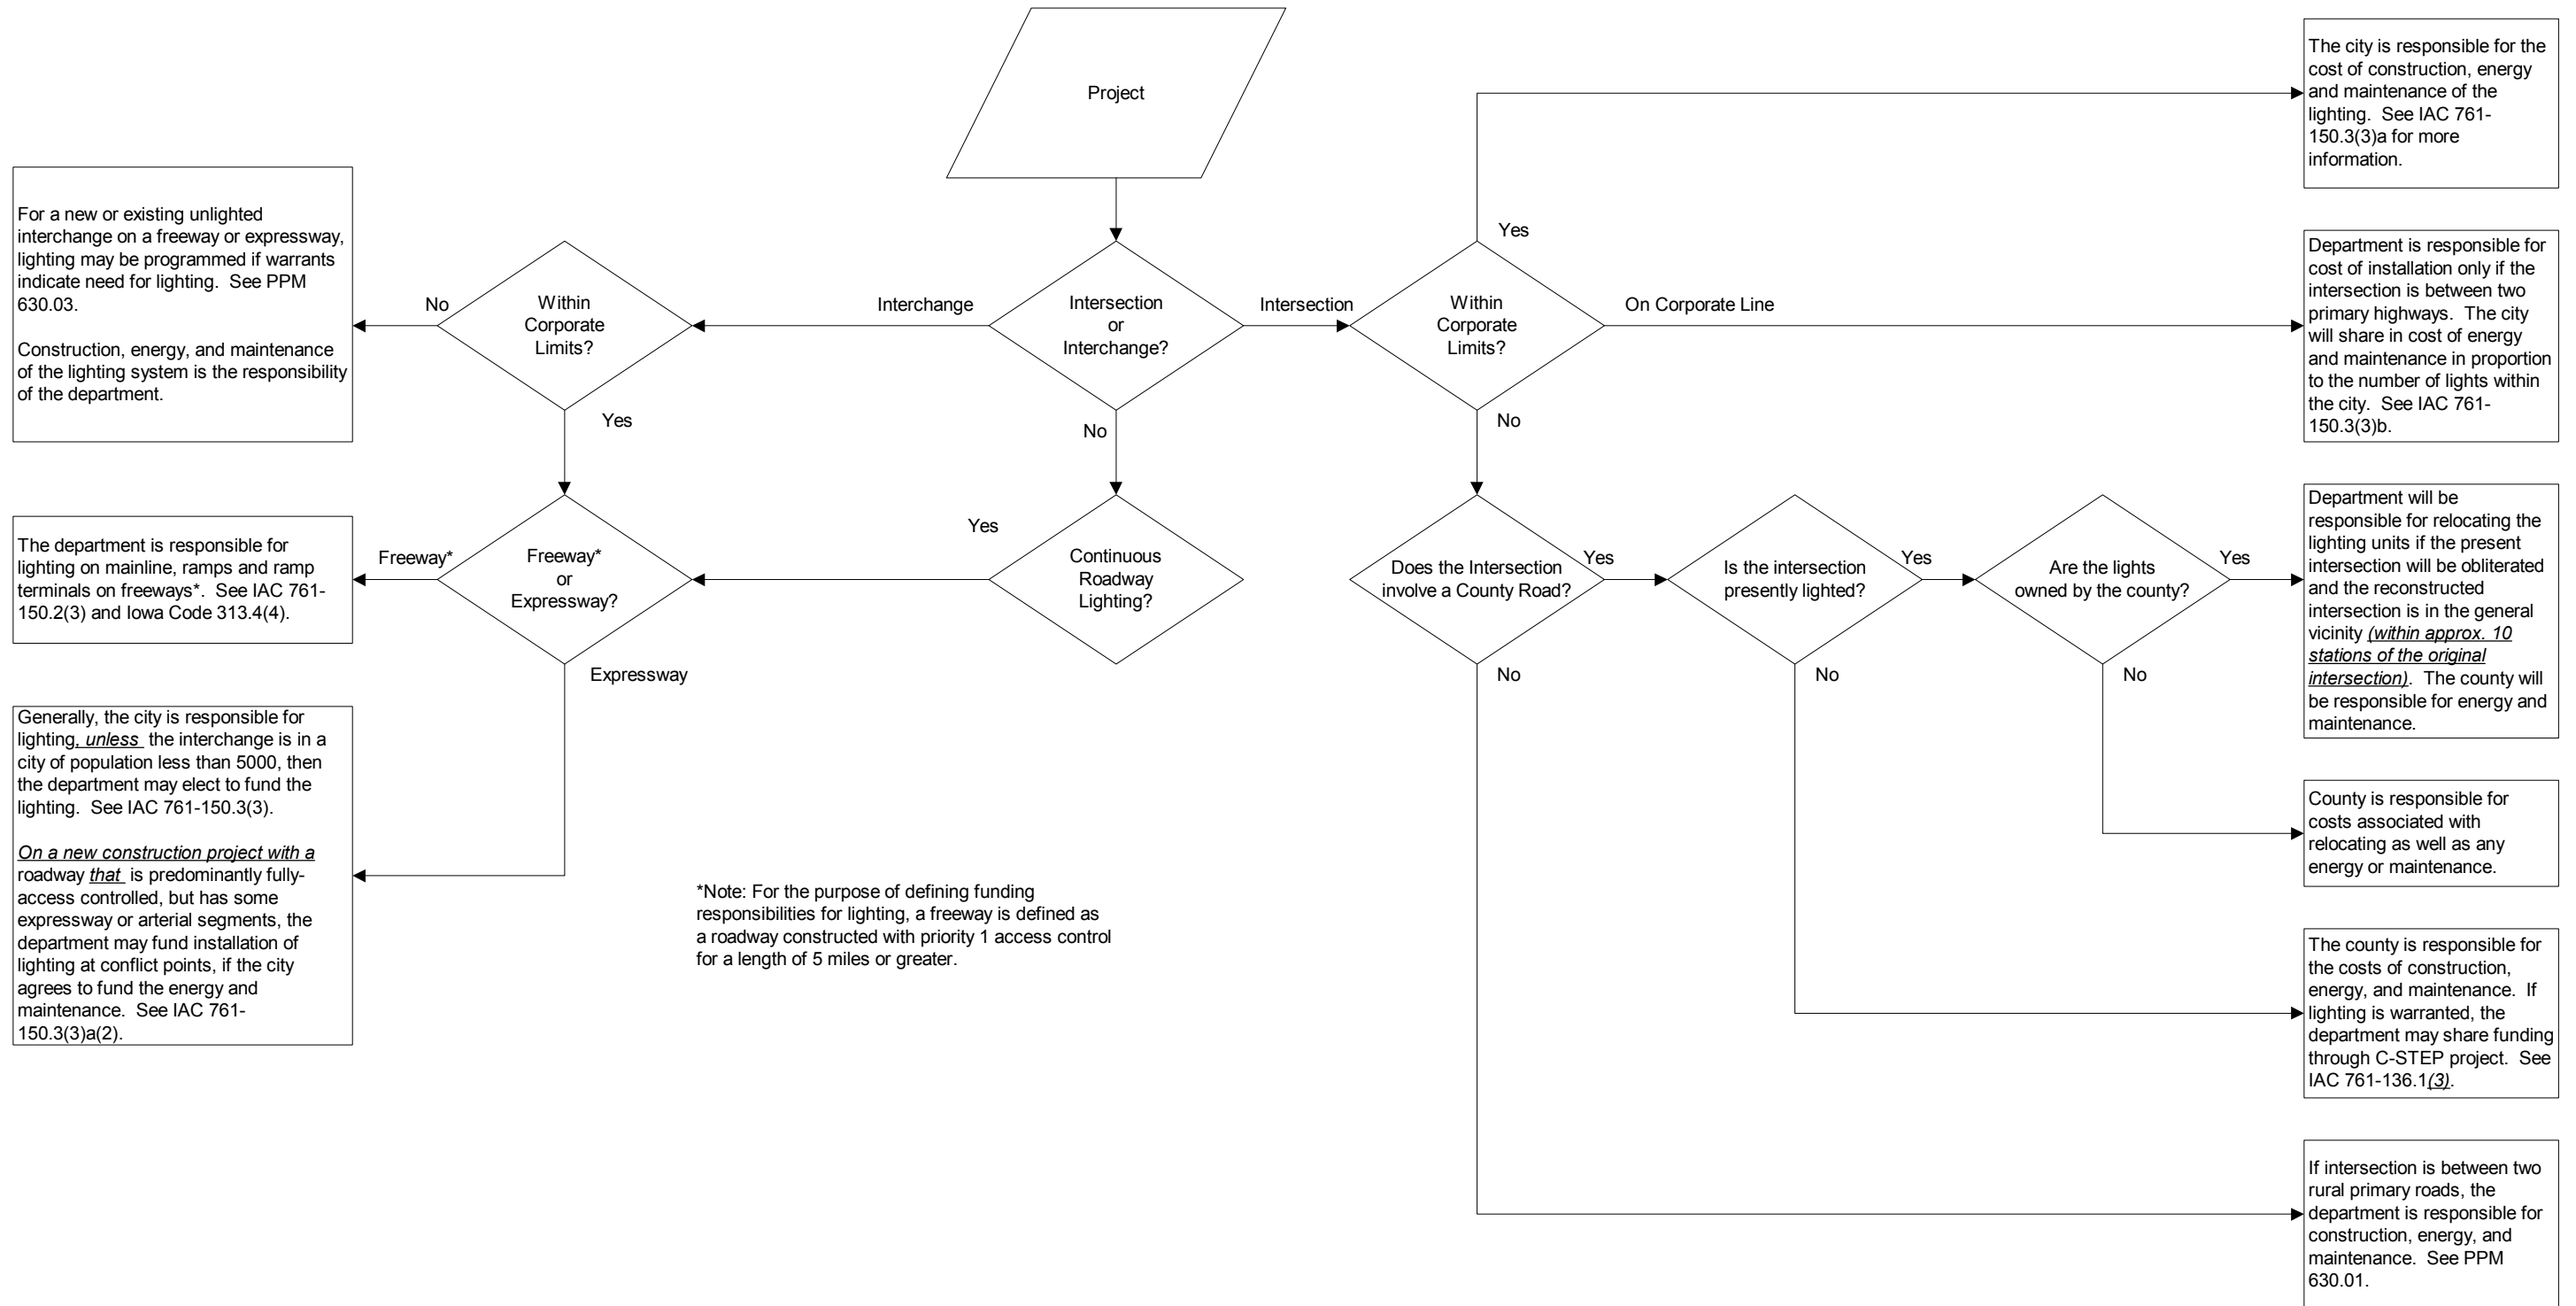 Project
The city is responsible for the
cost of construction, energy
and maintenance of the
lighting.  See IAC 761-
150.3(3)a for more
information.
For a new or existing unlighted
interchange on a freeway or expressway,
lighting may be programmed if warrants
indicate need for lighting.  See PPM
630.03.
Construction, energy, and maintenance
of the lighting system is the responsibility
of the department.
No
Within
Corporate
Limits?
Interchange
Intersection
or
Interchange?
Intersection
Within
Corporate
Limits?
Yes
On Corporate Line
Department is responsible for
cost of installation only if the
intersection is between two
primary highways.  The city
will share in cost of energy
and maintenance in proportion
to the number of lights within
the city.  See IAC 761-
150.3(3)b.
Yes
No
No
The department is responsible for
lighting on mainline, ramps and ramp
terminals on freeways*.  See IAC 761-
150.2(3) and Iowa Code 313.4(4).
Freeway*
Freeway*
or
Expressway?
Yes
Continuous
Roadway
Lighting?
Does the Intersection
involve a County Road?
Yes
Is the intersection
presently lighted?
Yes
Are the lights
owned by the county?
Yes
Department will be
responsible for relocating the
lighting units if the present
intersection will be obliterated
and the reconstructed
intersection is in the general
vicinity (within approx. 10
stations of the original
intersection).  The county will
be responsible for energy and
maintenance.
Expressway
No
No
No
Generally, the city is responsible for
lighting, unless the interchange is in a
city of population less than 5000, then
the department may elect to fund the
lighting.  See IAC 761-150.3(3).
On a new construction project with a
roadway that is predominantly fully-
access controlled, but has some
expressway or arterial segments, the
department may fund installation of
lighting at conflict points, if the city
agrees to fund the energy and
maintenance.  See IAC 761-
150.3(3)a(2).
*Note: For the purpose of defining funding
responsibilities for lighting, a freeway is defined as
a roadway constructed with priority 1 access control
for a length of 5 miles or greater.
County is responsible for
costs associated with
relocating as well as any
energy or maintenance.
The county is responsible for
the costs of construction,
energy, and maintenance.  If
lighting is warranted, the
department may share funding
through C-STEP project.  See
IAC 761-136.1(3).
If intersection is between two
rural primary roads, the
department is responsible for
construction, energy, and
maintenance.  See PPM
630.01.